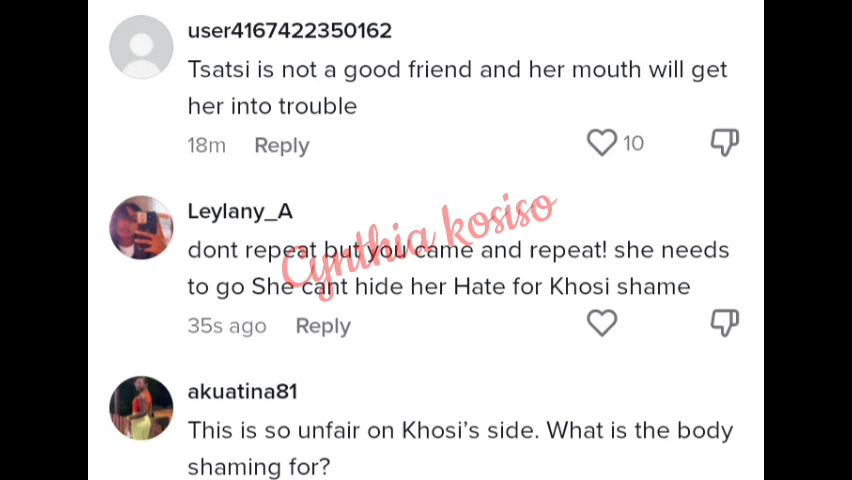 user4167422350162
Tsatsi is not a good friend and her mouth will get
her into trouble
18m Reply 10
Leylany_A
dont repeat but you came and repeat! she needs
to go She cant hide her Hate for Khosi shame
Cynthia kosiso
35s ago Reply
akuatina81
This is so unfair on Khosi's side. What is the body
shaming for?